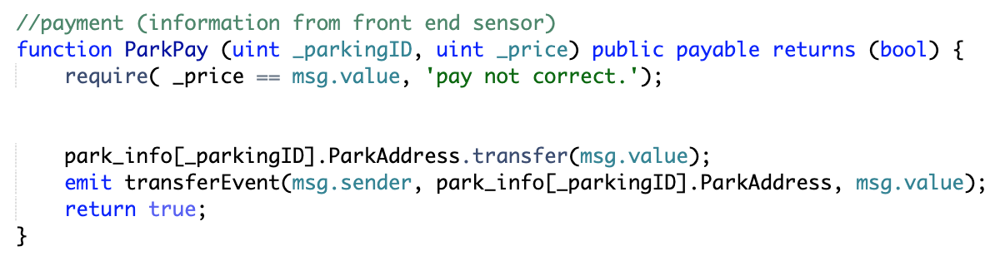 //payment (information from front end sensor)
function ParkPay (uint _parkingID, uint _price) public payable returns (bool) {
require( _price == msg.value, 'pay not correct.');
park_info[_parkingID].ParkAddress.transfer(msg.value);
emit transferEvent(msg.sender, park_info[_parkingID].ParkAddress, msg.value);
return true;
}